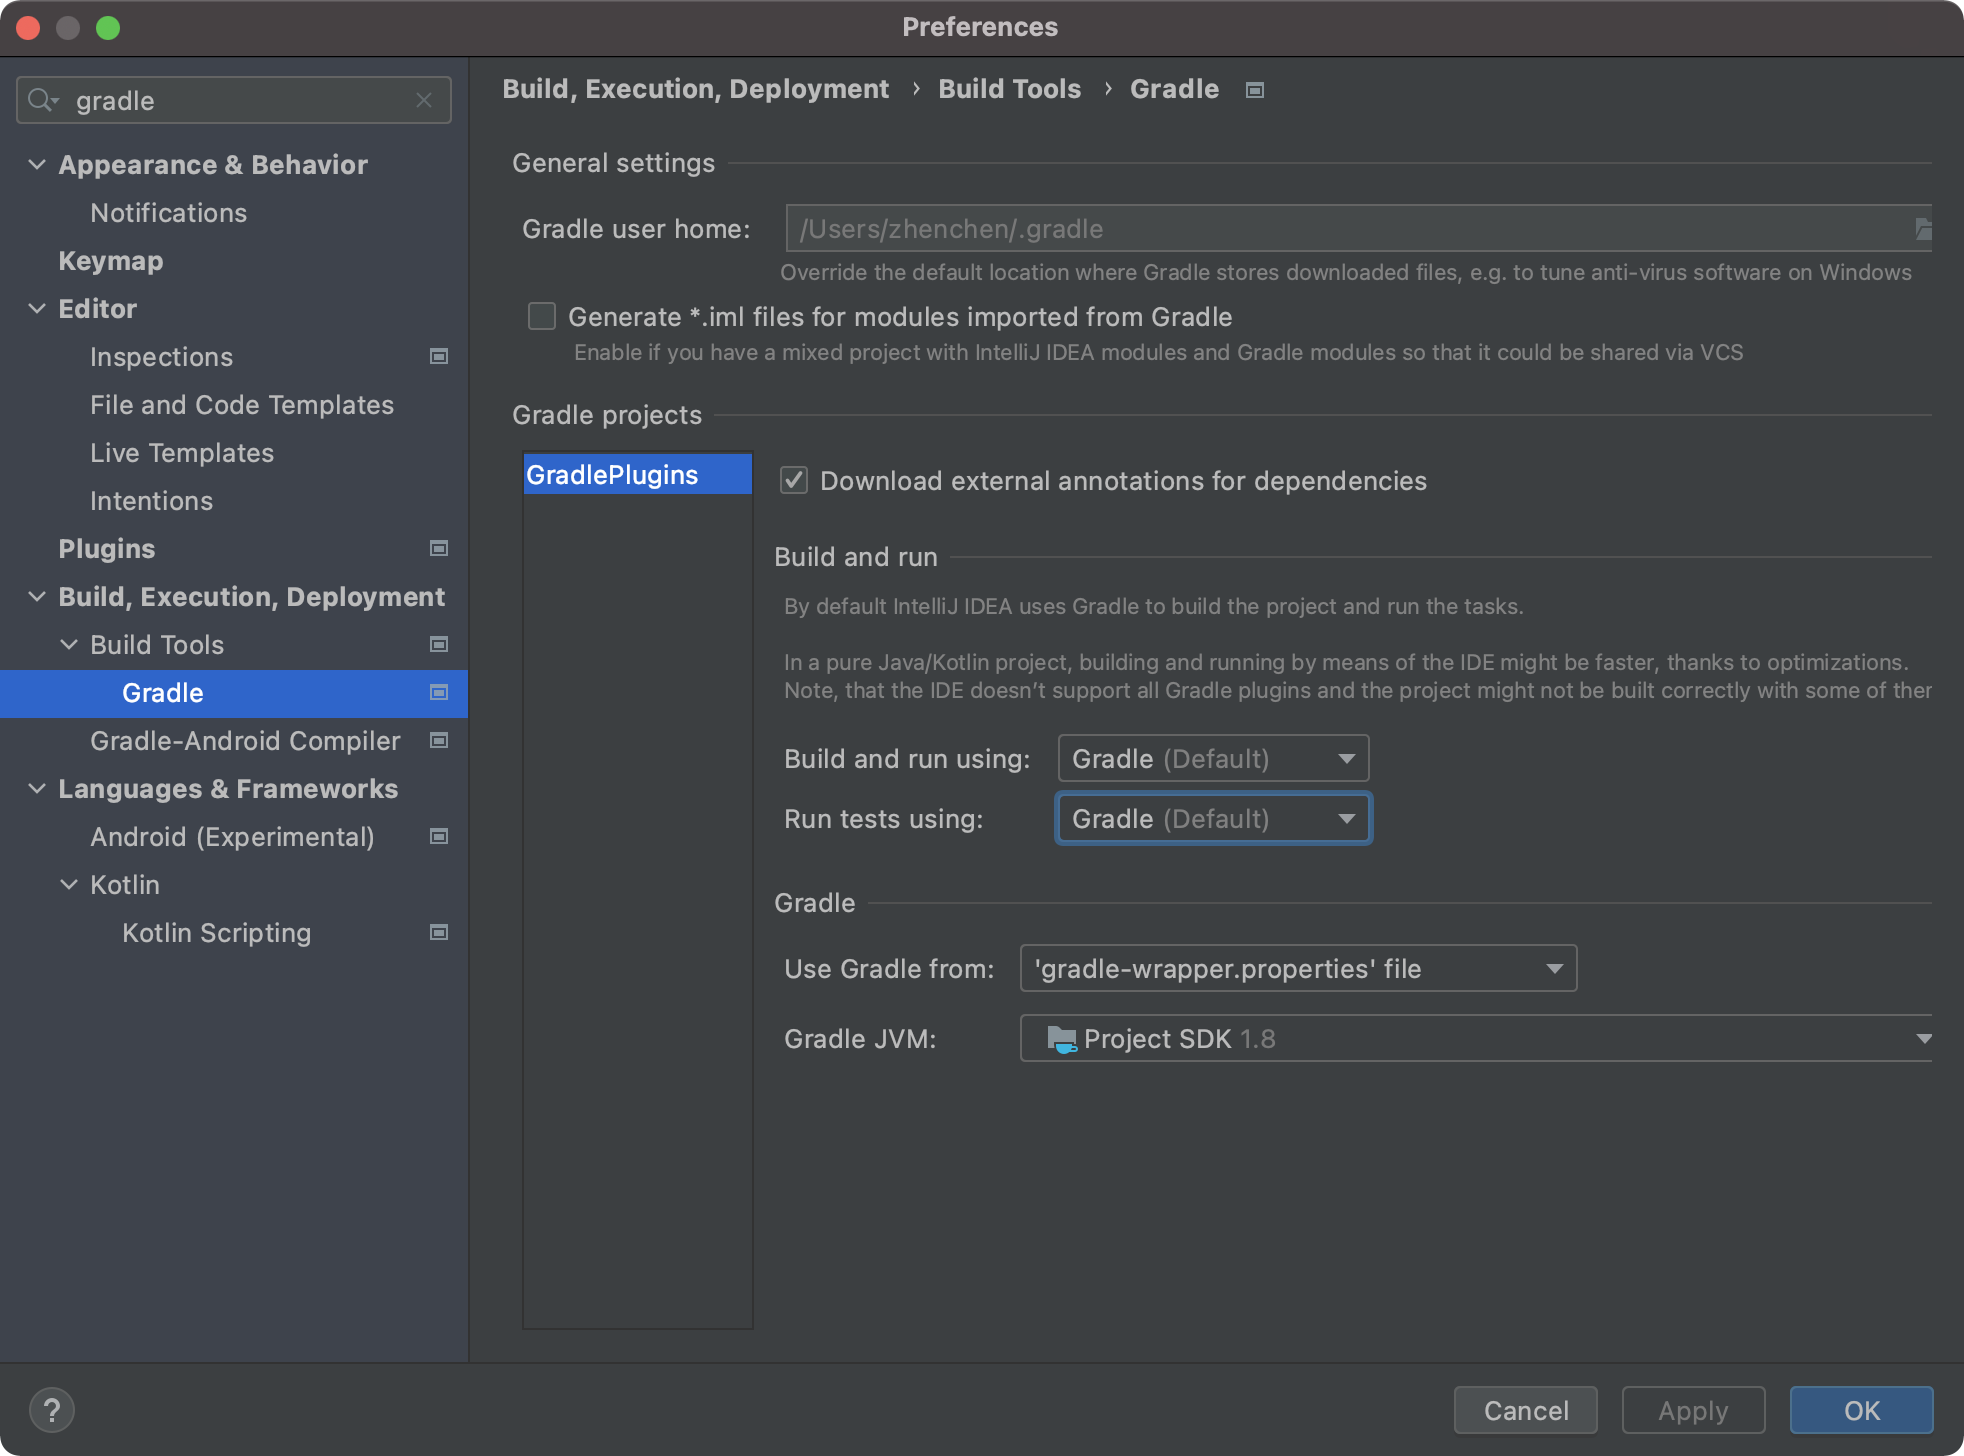 Preferences
gradle
Appearance & Behavior
Notifications
Keymap
Editor
Inspections
File and Code Templates
Live Templates
Intentions
Plugins
Build, Execution, Deployment
Build Tools
Gradle
Gradle-Android Compiler
Languages & Frameworks
Android (Experimental)
Kotlin
Kotlin Scripting
Build, Execution, Deployment › Build Tools › Gradle
General settings
Gradle user home: /Users/zhenchen/.gradle
Override the default location where Gradle stores downloaded files, e.g. to tune anti-virus software on Windows
Generate *.iml files for modules imported from Gradle
Enable if you have a mixed project with IntelliJ IDEA modules and Gradle modules so that it could be shared via VCS
Gradle projects
GradlePlugins
Download external annotations for dependencies
Build and run
By default IntelliJ IDEA uses Gradle to build the project and run the tasks.
In a pure Java/Kotlin project, building and running by means of the IDE might be faster, thanks to optimizations.
Note, that the IDE doesn't support all Gradle plugins and the project might not be built correctly with some of
Build and run using: Gradle (Default)
Run tests using: Gradle (Default)
Gradle
Use Gradle from: 'gradle-wrapper.properties' file
Gradle JVM: Project SDK 1.8
?
Cancel
Apply
OK